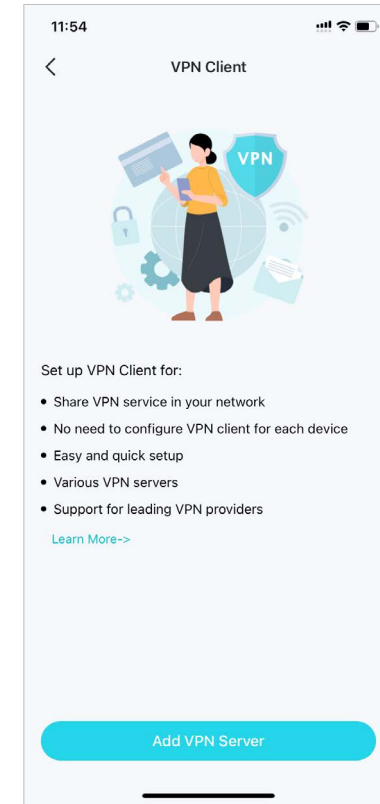 11:54
VPN Client
VPN
Set up VPN Client for:
• Share VPN service in your network
• No need to configure VPN client for each device
• Easy and quick setup
• Various VPN servers
• Support for leading VPN providers
Learn More->
Add VPN Server